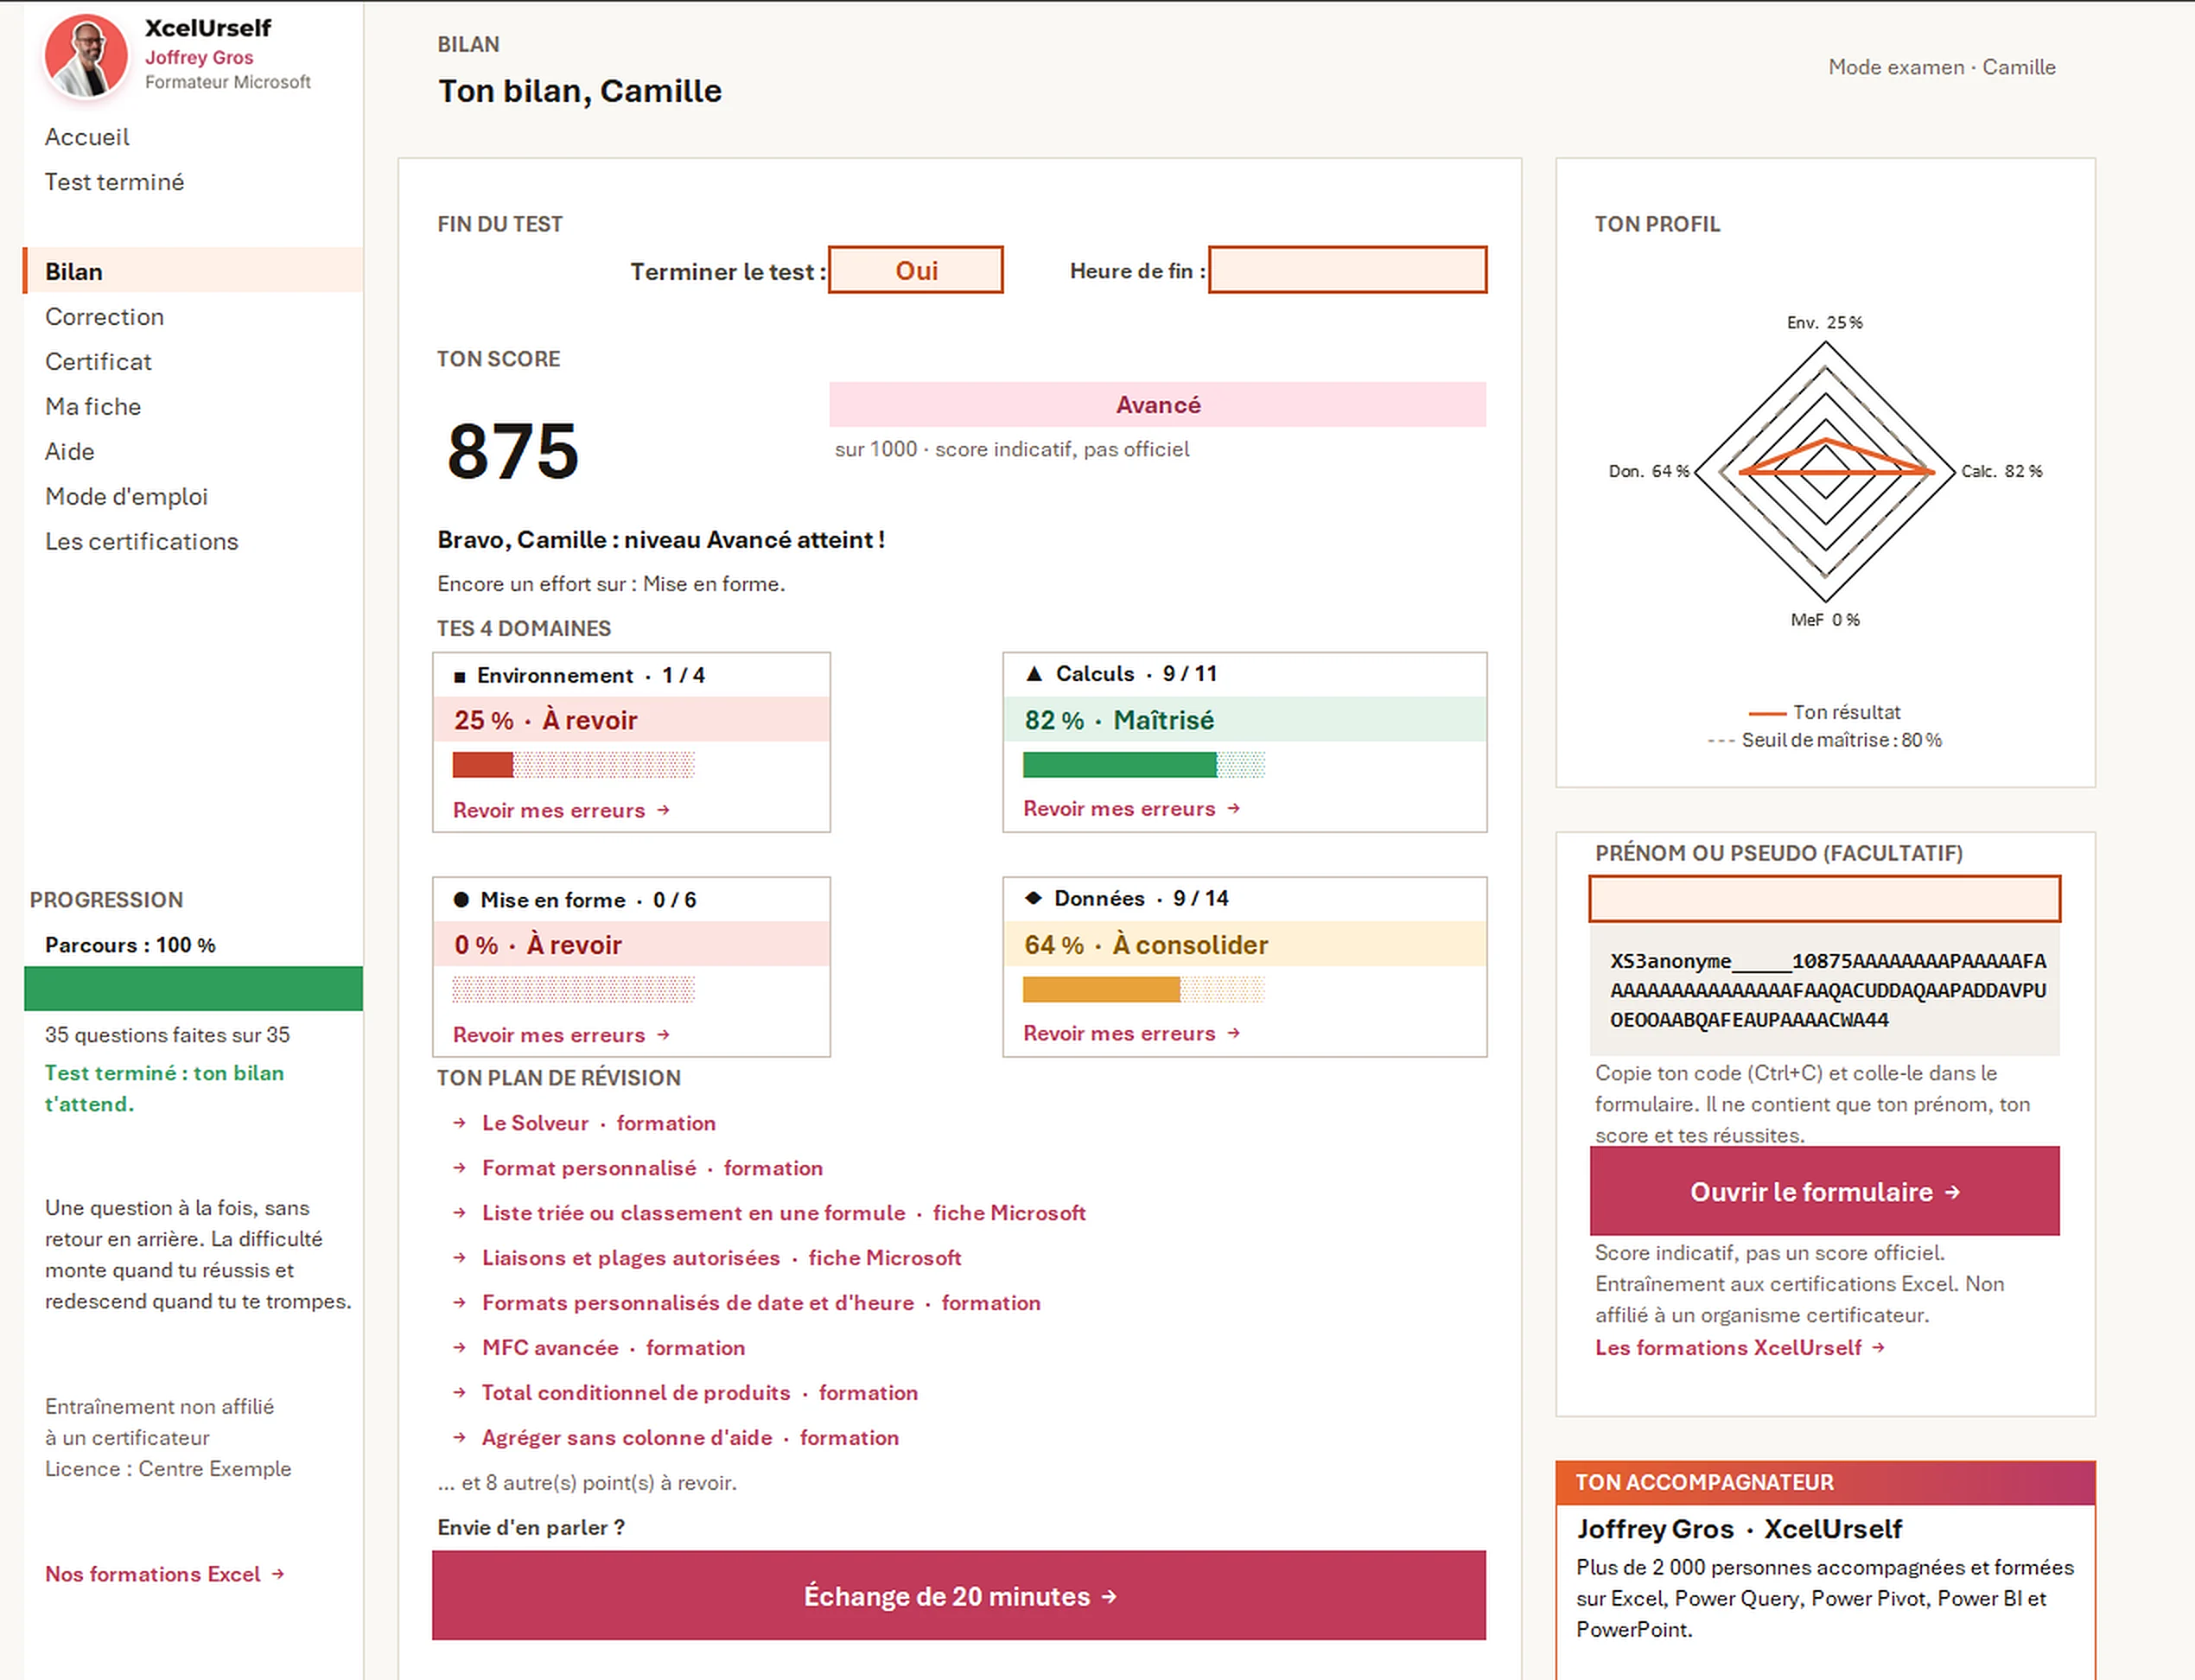 XcelUrself
Joffrey Gros
Formateur Microsoft
Accueil
Test terminé
Bilan
Correction
Certificat
Ma fiche
Aide
Mode d'emploi
Les certifications
PROGRESSION
Parcours : 100 %
35 questions faites sur 35
Test terminé : ton bilan
t'attend.
Une question à la fois, sans
retour en arrière. La difficulté
monte quand tu réussis et
redescend quand tu te trompes.
Entraînement non affilié
à un certificateur
Licence : Centre Exemple
Nos formations Excel →
BILAN
Ton bilan, Camille
Mode examen · Camille
FIN DU TEST
Terminer le test : Oui
Heure de fin :
TON SCORE
875
Avancé
sur 1000 · score indicatif, pas officiel
Bravo, Camille : niveau Avancé atteint !
Encore un effort sur : Mise en forme.
TES 4 DOMAINES
■ Environnement · 1 / 4
25 % · À revoir
Revoir mes erreurs →
▲ Calculs · 9 / 11
82 % · Maîtrisé
Revoir mes erreurs →
● Mise en forme · 0 / 6
0 % · À revoir
Revoir mes erreurs →
◆ Données · 9 / 14
64 % · À consolider
Revoir mes erreurs →
TON PLAN DE RÉVISION
→ Le Solveur · formation
→ Format personnalisé · formation
→ Liste triée ou classement en une formule · fiche Microsoft
→ Liaisons et plages autorisées · fiche Microsoft
→ Formats personnalisés de date et d'heure · formation
→ MFC avancée · formation
→ Total conditionnel de produits · formation
→ Agréger sans colonne d'aide · formation
... et 8 autre(s) point(s) à revoir.
Envie d'en parler ?
Échange de 20 minutes →
TON PROFIL
Env. 25 %
Don. 64 %
Calc. 82 %
MeF 0 %
Ton résultat
Seuil de maîtrise : 80 %
PRÉNOM OU PSEUDO (FACULTATIF)
XS3anonyme_____10875AAAAAAAAPAAAAAFA
AAAAAAAAAAAAAAAFAAQACUDDAQAAPADDAVPU
OEOOAABQAFEAUPAAAACWA44
Copie ton code (Ctrl+C) et colle-le dans le
formulaire. Il ne contient que ton prénom, ton
score et tes réussites.
Ouvrir le formulaire →
Score indicatif, pas un score officiel.
Entraînement aux certifications Excel. Non
affilié à un organisme certificateur.
Les formations XcelUrself →
TON ACCOMPAGNATEUR
Joffrey Gros · XcelUrself
Plus de 2 000 personnes accompagnées et formées
sur Excel, Power Query, Power Pivot, Power BI et
PowerPoint.